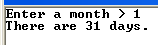 Enter a month > 1
There are 31 days.